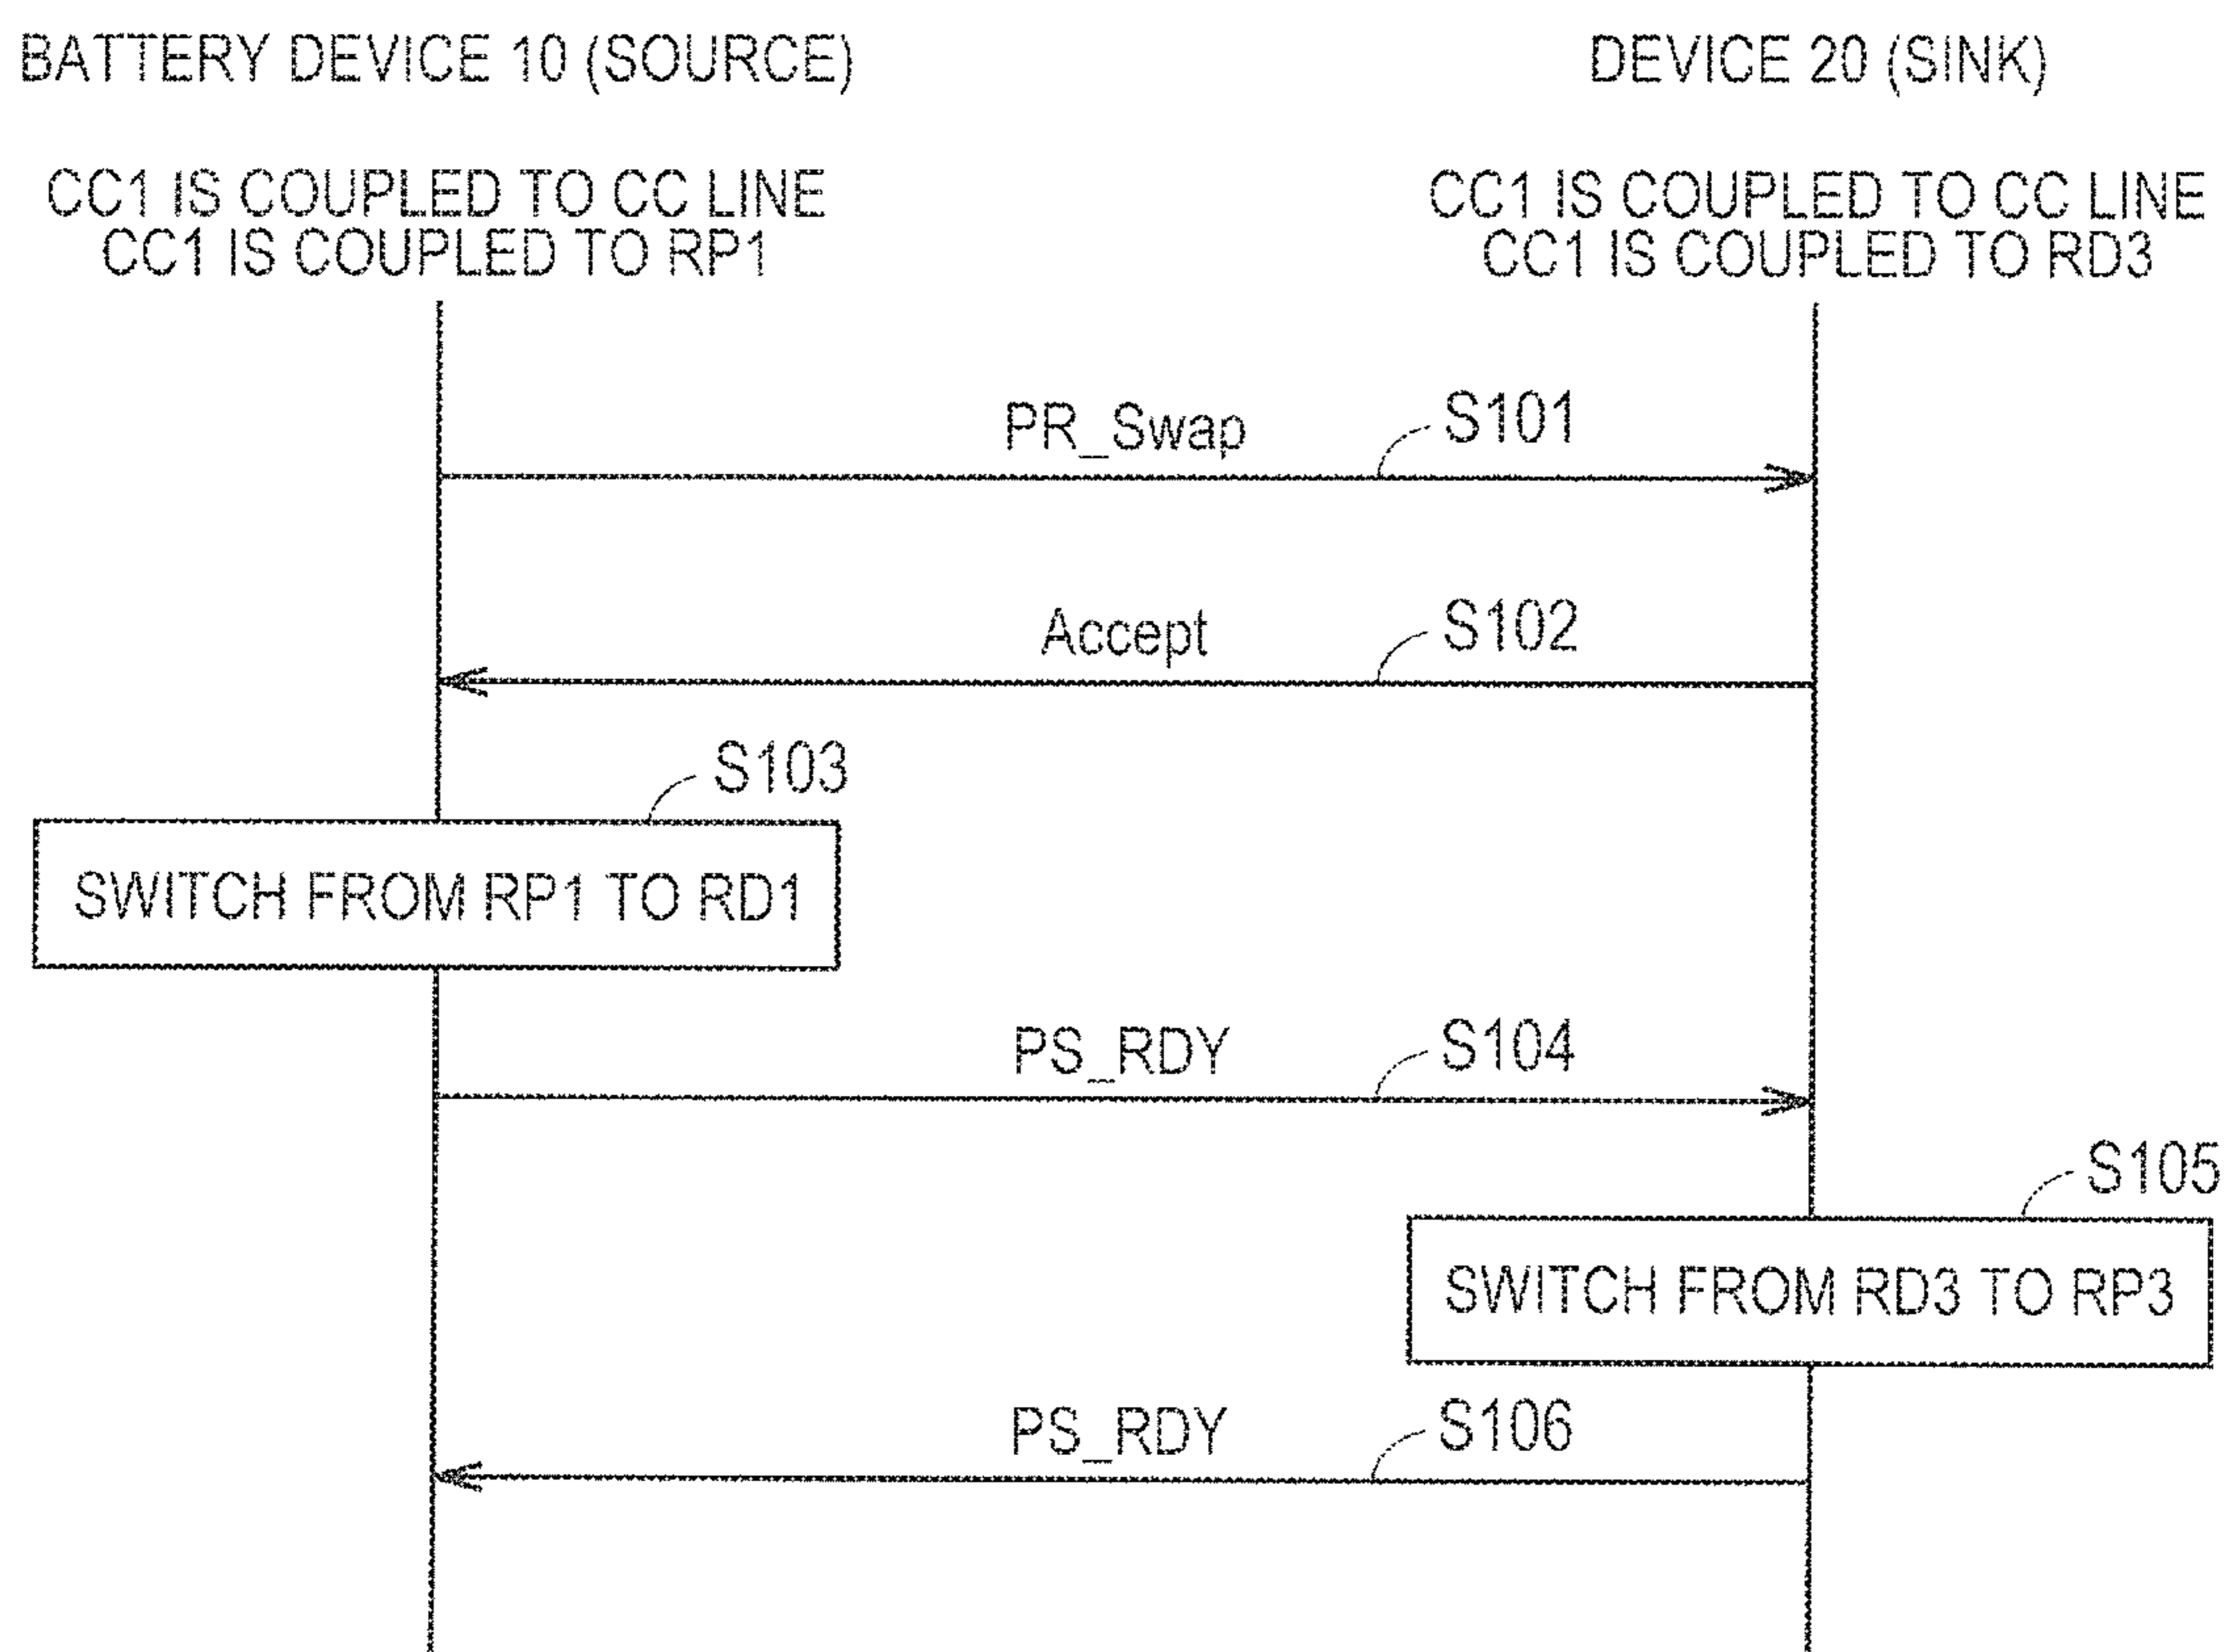 BATTERY DEVICE 10 (SOURCE)
DEVICE 20 (SINK)
CC1 IS COUPLED TO CC LINE
CC1 IS COUPLED TO RP1
CC1 IS COUPLED TO CC LINE
CC1 IS COUPLED TO RD3
PR_Swap
S101
Accept
S102
S103
SWITCH FROM RP1 TO RD1
PS_RDY
S104
S105
SWITCH FROM RD3 TO RP3
PS_RDY
S106